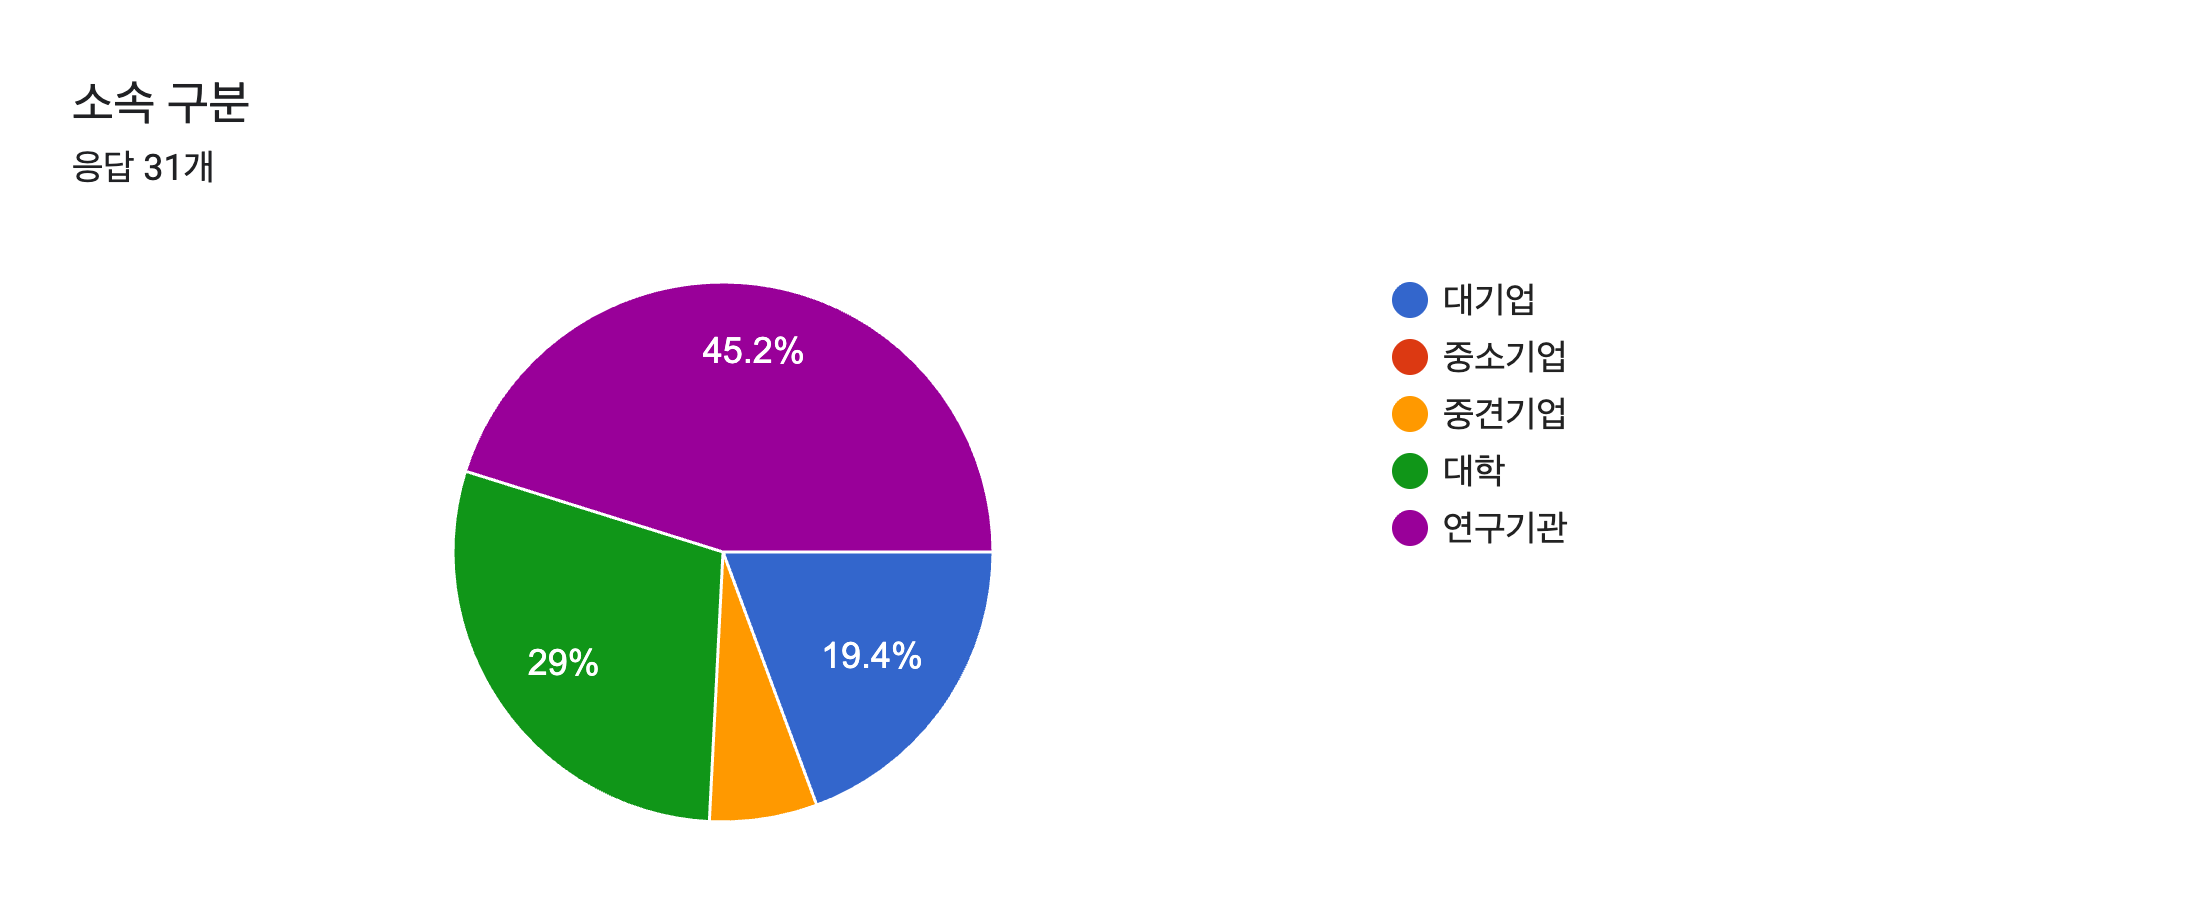 소속 구분
응답 31개
45.2%
29%
19.4%
대기업
중소기업
중견기업
대학
연구기관